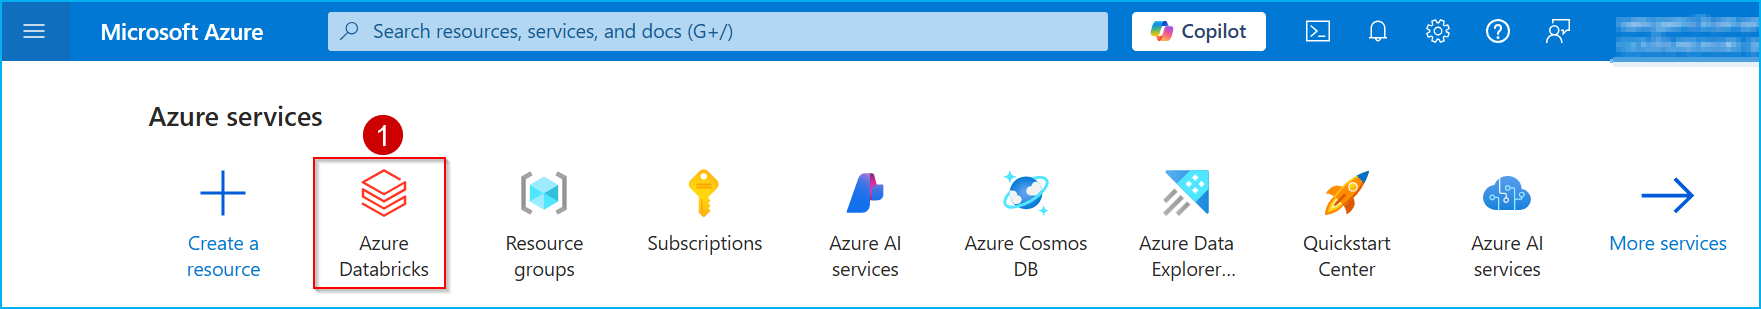 Microsoft Azure
Search resources, services, and docs (G+/)
Copilot
Azure services
1
Create a
resource
Azure
Databricks
Resource
groups
Subscriptions
Azure AI
services
Azure Cosmos
DB
Azure Data
Explorer...
Quickstart
Center
Azure AI
services
More services